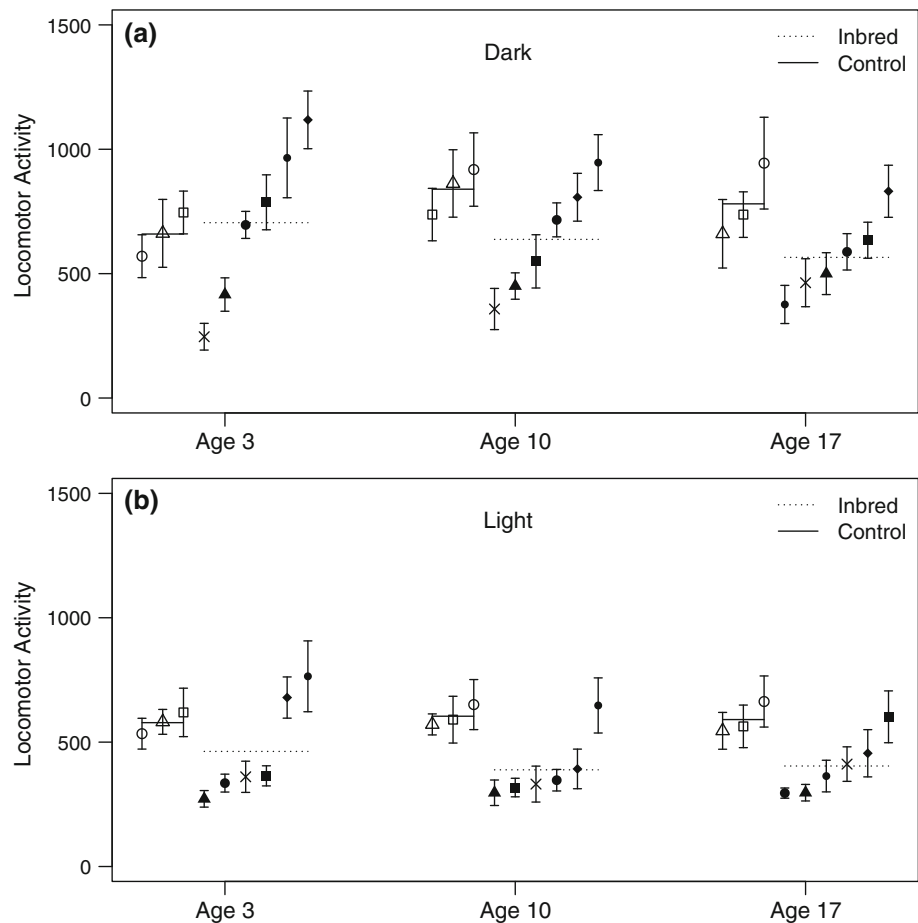 (a)
Dark
Inbred
Control
Locomotor Activity
1500
1000
500
0
Age 3
Age 10
Age 17
(b)
Light
Inbred
Control
Locomotor Activity
1500
1000
500
0
Age 3
Age 10
Age 17